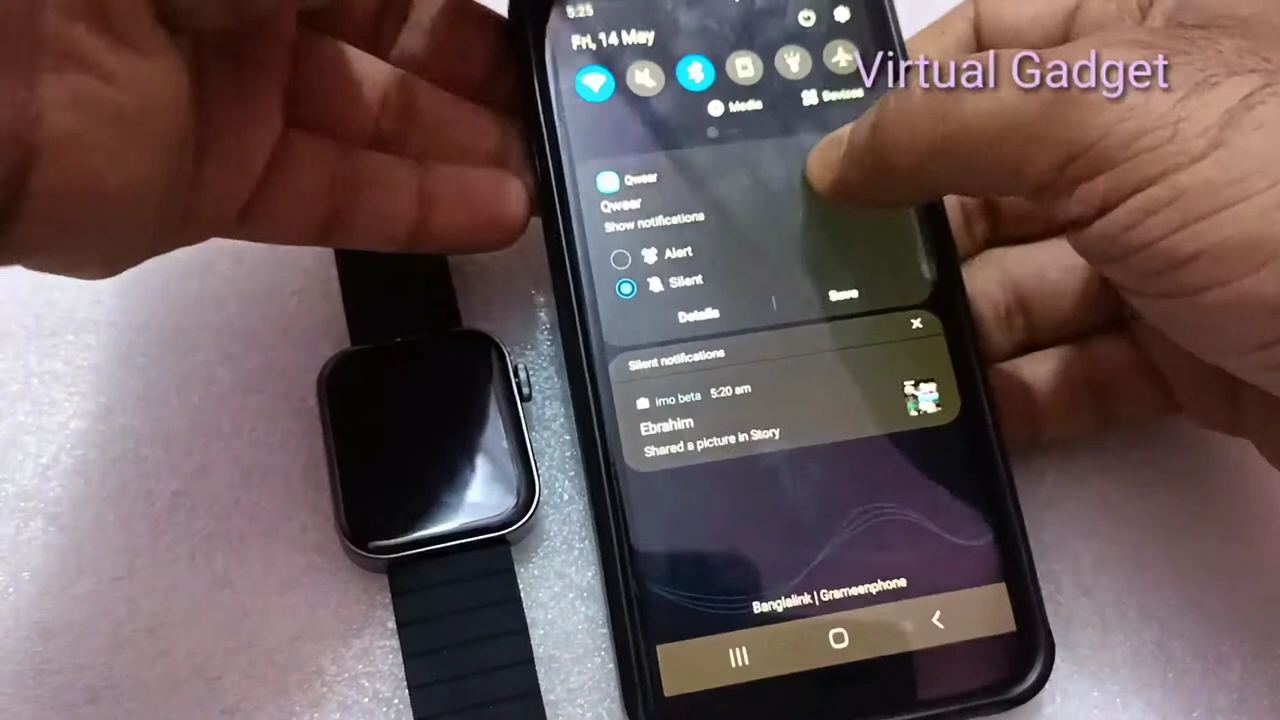 5:25
Fri, 14 May
Virtual Gadget
Media
Devices
Qwear
Qwear
Show notifications
Alert
Silent
Details
Save
Silent notifications
imo beta 5:20 am
Ebrahim
Shared a picture in Story
Banglalink | Grameenphone